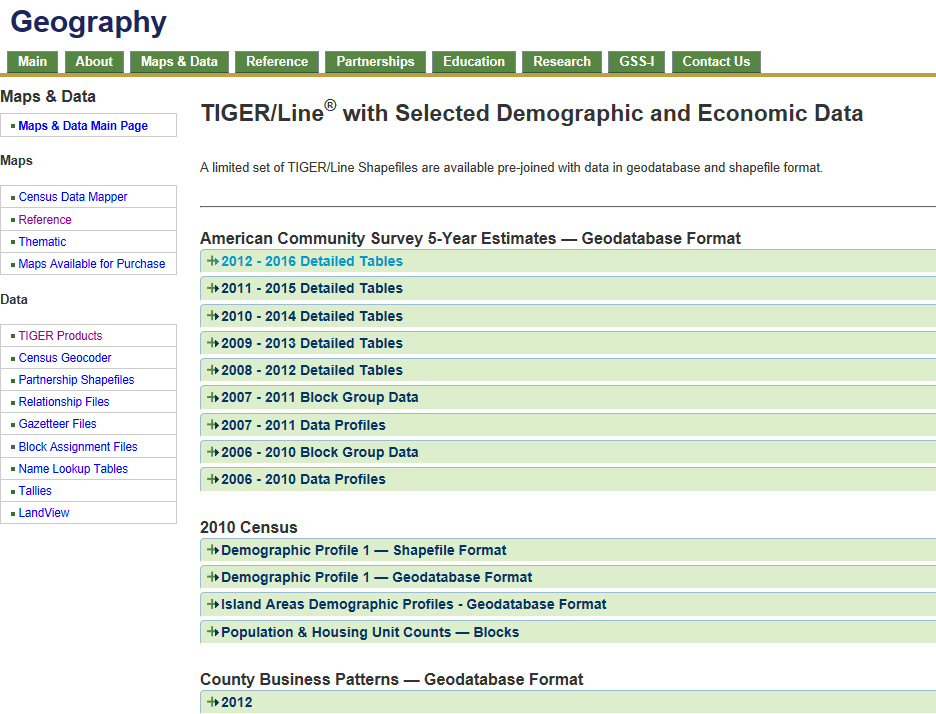 Geography
Main About Maps & Data Reference Partnerships Education Research GSS-I Contact Us
Maps & Data
Maps & Data Main Page
Maps
Census Data Mapper
Reference
Thematic
Maps Available for Purchase
Data
TIGER Products
Census Geocoder
Partnership Shapefiles
Relationship Files
Gazetteer Files
Block Assignment Files
Name Lookup Tables
Tallies
LandView
TIGER/Line® with Selected Demographic and Economic Data
A limited set of TIGER/Line Shapefiles are available pre-joined with data in geodatabase and shapefile format.
American Community Survey 5-Year Estimates — Geodatabase Format
2012 - 2016 Detailed Tables
2011 - 2015 Detailed Tables
2010 - 2014 Detailed Tables
2009 - 2013 Detailed Tables
2008 - 2012 Detailed Tables
2007 - 2011 Block Group Data
2007 - 2011 Data Profiles
2006 - 2010 Block Group Data
2006 - 2010 Data Profiles
2010 Census
Demographic Profile 1 — Shapefile Format
Demographic Profile 1 — Geodatabase Format
Island Areas Demographic Profiles - Geodatabase Format
Population & Housing Unit Counts — Blocks
County Business Patterns — Geodatabase Format
2012